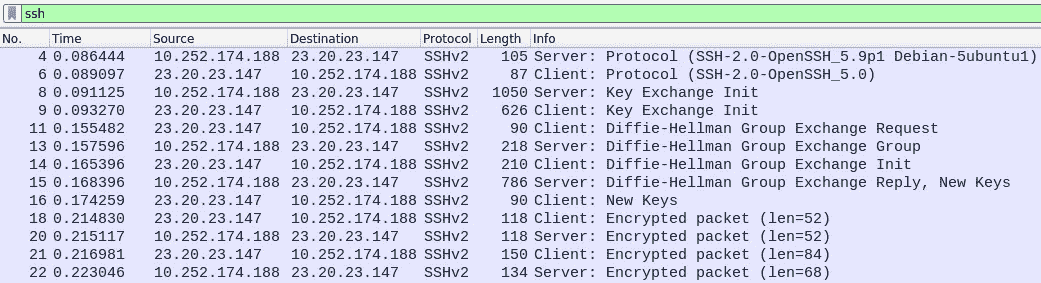 ssh
No. Time Source Destination Protocol Length Info
4 0.086444 10.252.174.188 23.20.23.147 SSHv2 105 Server: Protocol (SSH-2.0-OpenSSH_5.9p1 Debian-5ubuntu1)
6 0.089097 23.20.23.147 10.252.174.188 SSHv2 87 Client: Protocol (SSH-2.0-OpenSSH_5.0)
8 0.091125 10.252.174.188 23.20.23.147 SSHv2 1050 Server: Key Exchange Init
9 0.093270 23.20.23.147 10.252.174.188 SSHv2 626 Client: Key Exchange Init
11 0.155482 23.20.23.147 10.252.174.188 SSHv2 90 Client: Diffie-Hellman Group Exchange Request
13 0.157596 10.252.174.188 23.20.23.147 SSHv2 218 Server: Diffie-Hellman Group Exchange Group
14 0.165396 23.20.23.147 10.252.174.188 SSHv2 210 Client: Diffie-Hellman Group Exchange Init
15 0.168396 10.252.174.188 23.20.23.147 SSHv2 786 Server: Diffie-Hellman Group Exchange Reply, New Keys
16 0.174259 23.20.23.147 10.252.174.188 SSHv2 90 Client: New Keys
18 0.214830 23.20.23.147 10.252.174.188 SSHv2 118 Client: Encrypted packet (len=52)
20 0.215117 10.252.174.188 23.20.23.147 SSHv2 118 Server: Encrypted packet (len=52)
21 0.216981 23.20.23.147 10.252.174.188 SSHv2 150 Client: Encrypted packet (len=84)
22 0.223046 10.252.174.188 23.20.23.147 SSHv2 134 Server: Encrypted packet (len=68)